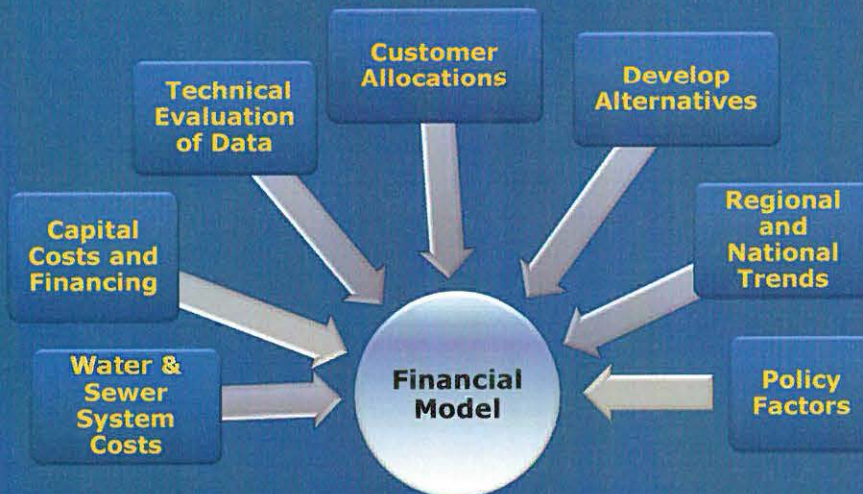 Customer
Allocations
Develop
Alternatives
Technical
Evaluation
of Data
Regional
and
National
Trends
Capital
Costs and
Financing
Water &
Sewer
System
Costs
Financial
Model
Policy
Factors